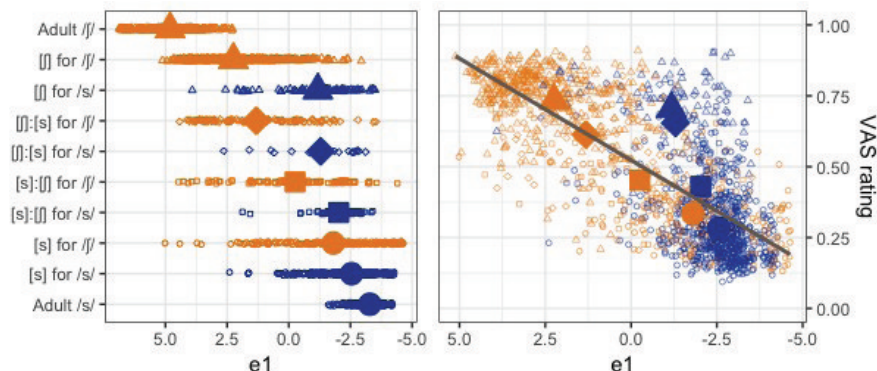 Adult /ʃ/
[ʃ] for /ʃ/
[ʃ] for /s/
[ʃ]:[s] for /ʃ/
[ʃ]:[s] for /s/
[s]:[ʃ] for /ʃ/
[s]:[ʃ] for /s/
[s] for /ʃ/
[s] for /s/
Adult /s/
5.0 2.5 0.0 -2.5 -5.0
e1
1.00
0.75
0.50
0.25
0.00
VAS rating
5.0 2.5 0.0 -2.5 -5.0
e1